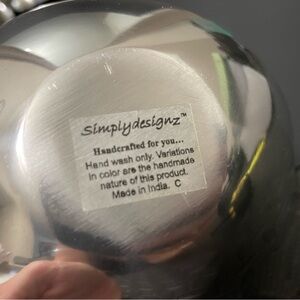 Simplydesignz™
Handcrafted for you...
Hand wash only. Variations
in color are the handmade
nature of this product.
Made in India. C